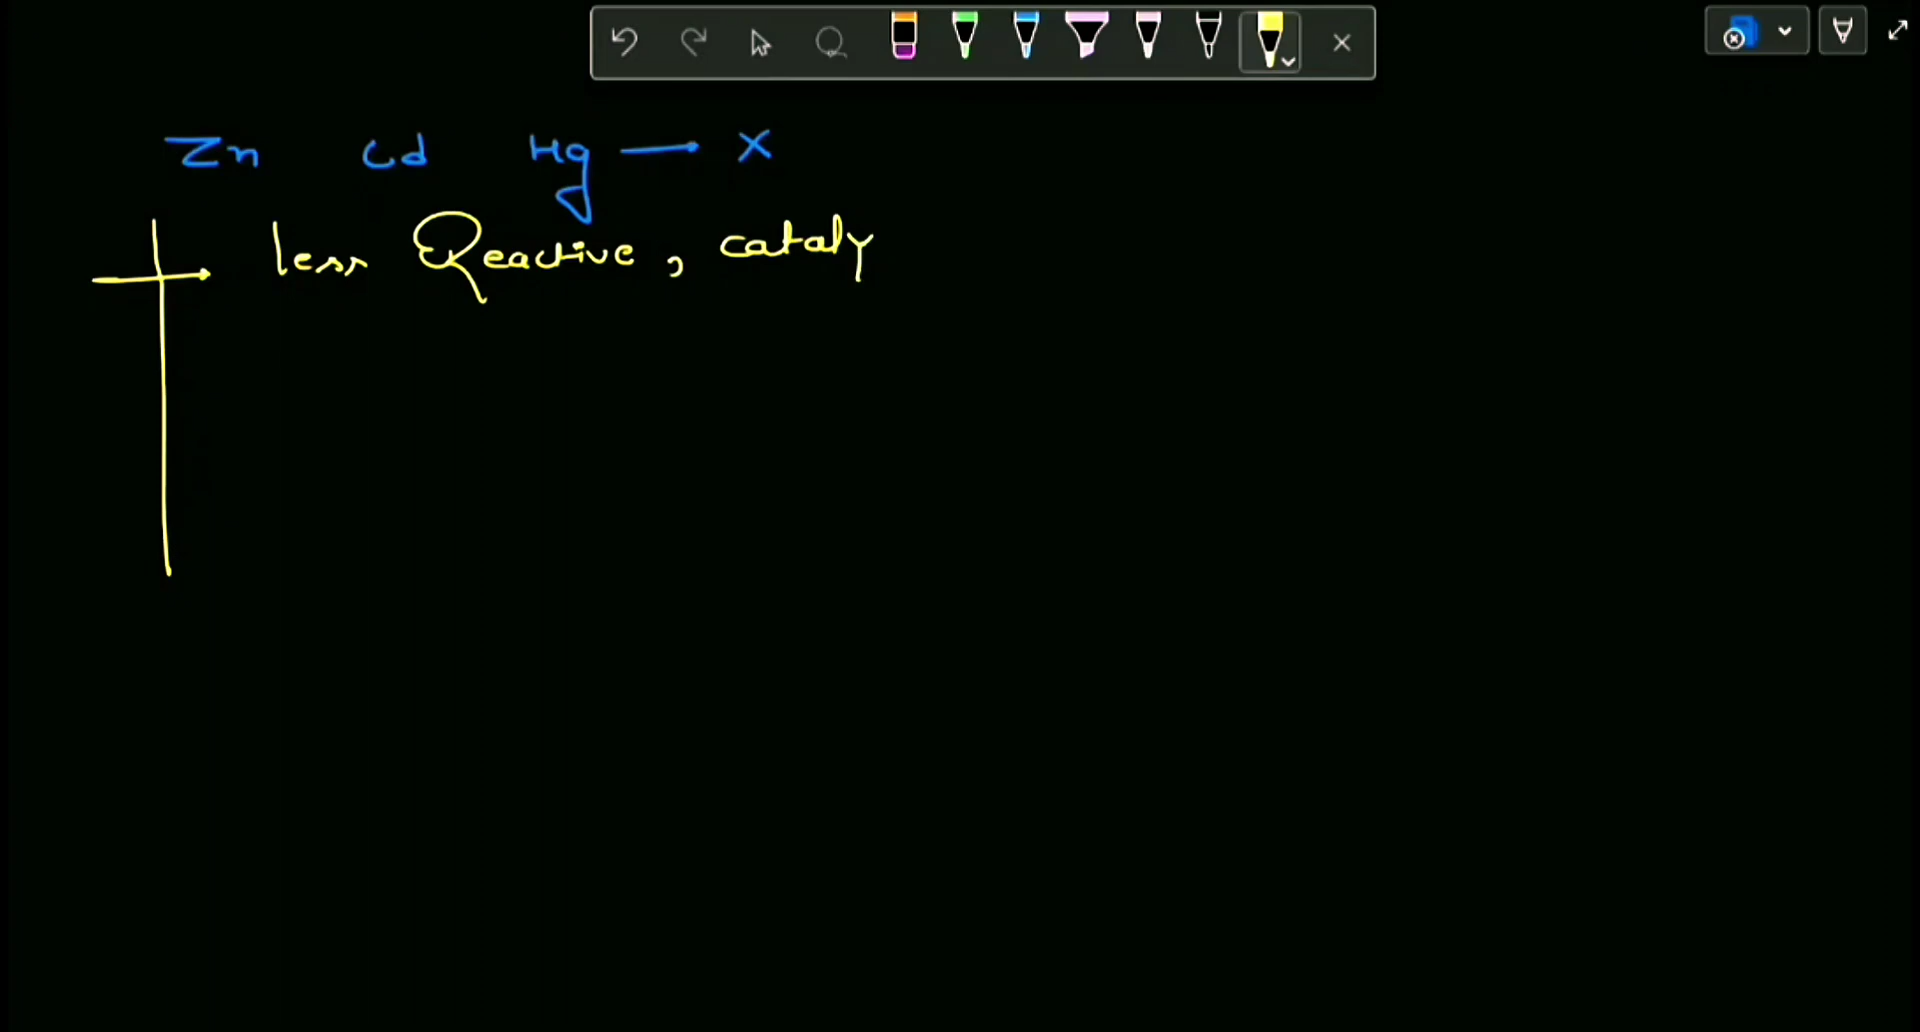 Zn Cd Hg → X
less Reactive, cataly